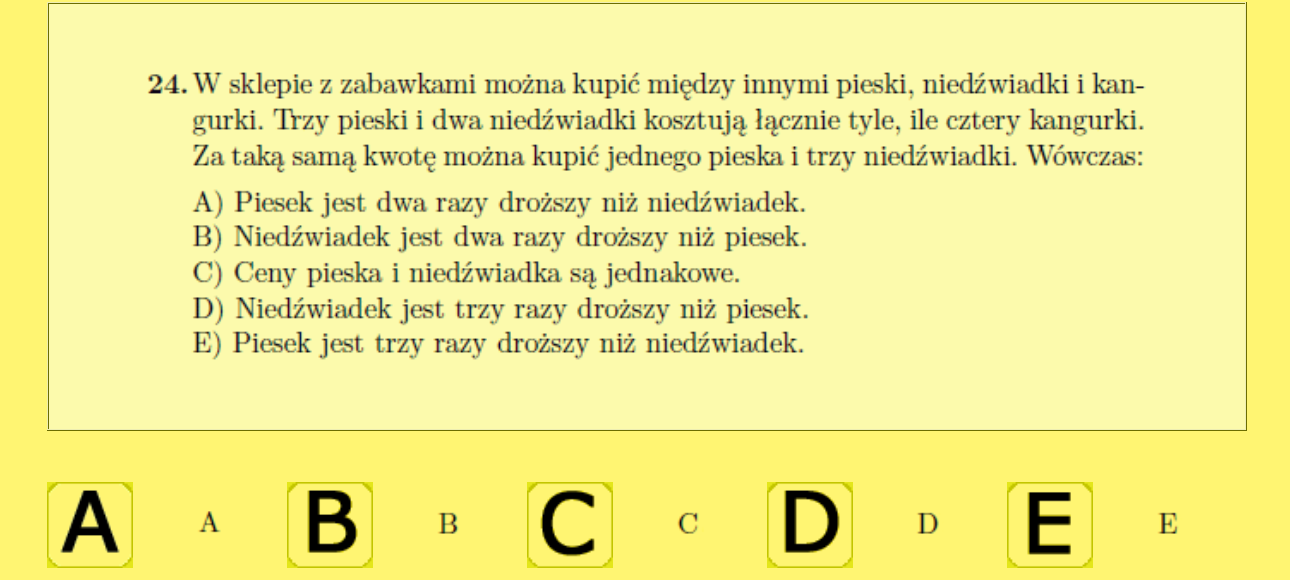 24. W sklepie z zabawkami można kupić między innymi pieski, niedźwiadki i kan-
gurki. Trzy pieski i dwa niedźwiadki kosztują łącznie tyle, ile cztery kangurki.
Za taką samą kwotę można kupić jednego pieska i trzy niedźwiadki. Wówczas:
A) Piesek jest dwa razy droższy niż niedźwiadek.
B) Niedźwiadek jest dwa razy droższy niż piesek.
C) Ceny pieska i niedźwiadka są jednakowe.
D) Niedźwiadek jest trzy razy droższy niż piesek.
E) Piesek jest trzy razy droższy niż niedźwiadek.
A A B B C C D D E E